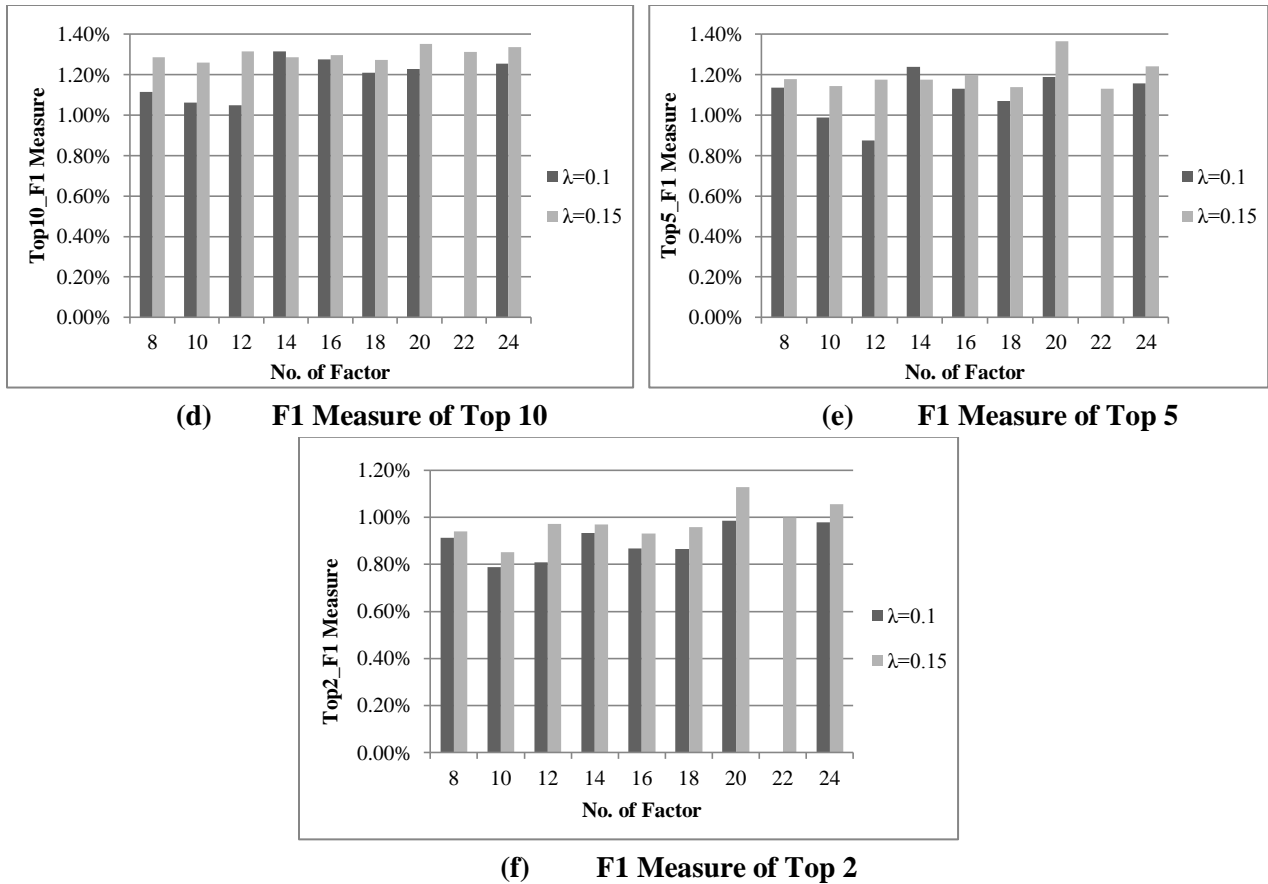 1.40%
1.20%
1.00%
0.80%
0.60%
0.40%
0.20%
0.00%
Top10_F1 Measure
8 10 12 14 16 18 20 22 24
No. of Factor
λ=0.1
λ=0.15
(d) F1 Measure of Top 10
1.40%
1.20%
1.00%
0.80%
0.60%
0.40%
0.20%
0.00%
Top5_F1 Measure
8 10 12 14 16 18 20 22 24
No. of Factor
λ=0.1
λ=0.15
(e) F1 Measure of Top 5
1.20%
1.00%
0.80%
0.60%
0.40%
0.20%
0.00%
Top2_F1 Measure
8 10 12 14 16 18 20 22 24
No. of Factor
λ=0.1
λ=0.15
(f) F1 Measure of Top 2